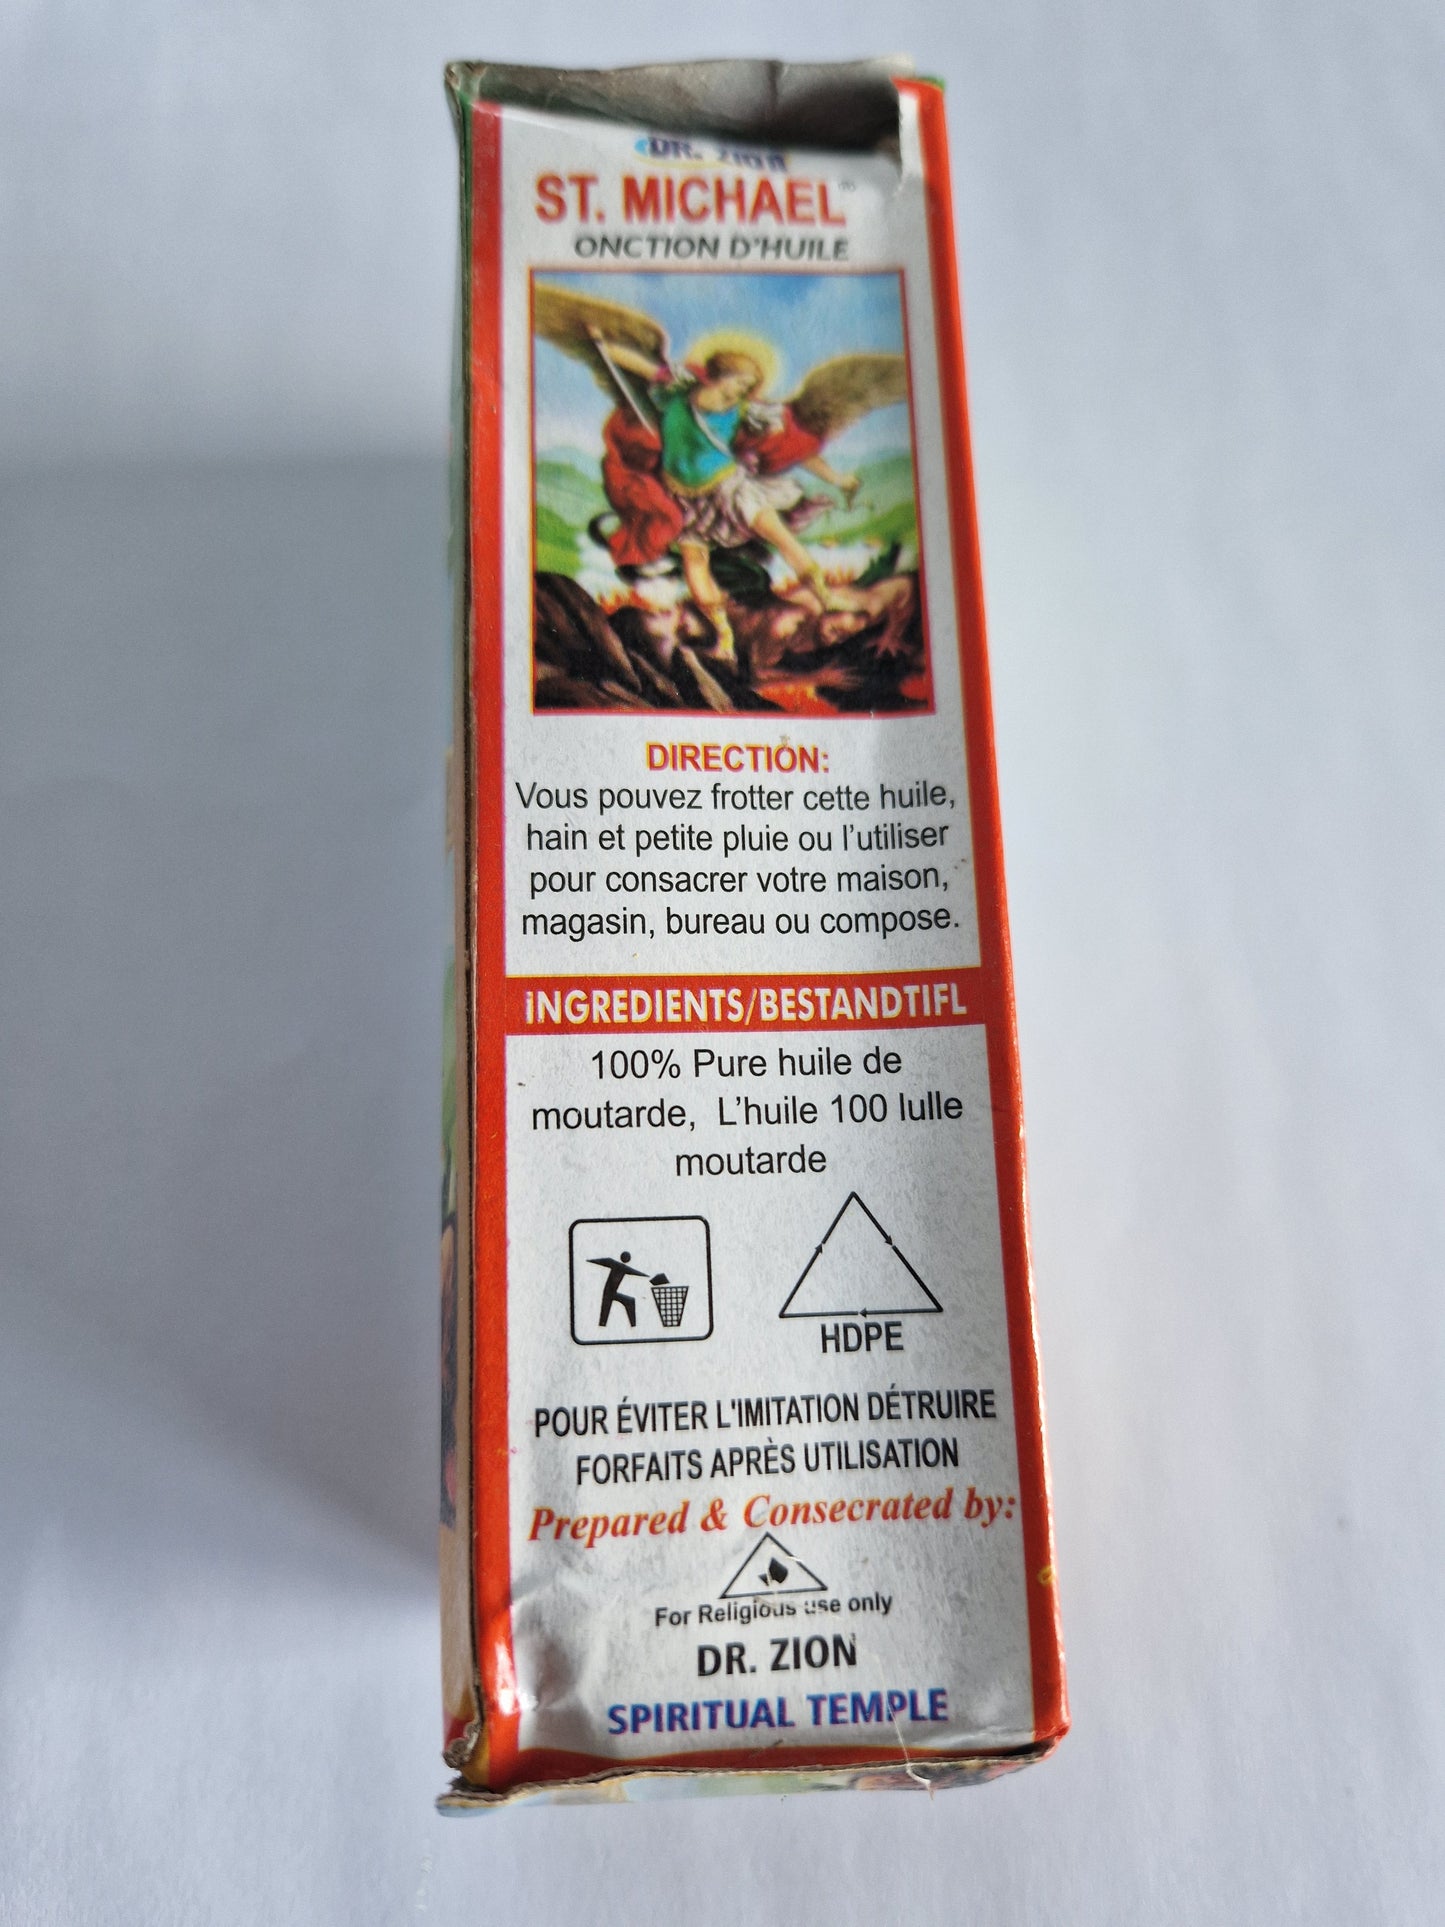 DR. Zion
ST. MICHAEL®
ONCTION D'HUILE
DIRECTION:
Vous pouvez frotter cette huile,
hain et petite pluie ou l'utiliser
pour consacrer votre maison,
magasin, bureau ou compose.
iNGREDIENTS/BESTANDTIFL
100% Pure huile de
moutarde, L'huile 100 lulle
moutarde
HDPE
POUR ÉVITER L'IMITATION DÉTRUIRE
FORFAITS APRÈS UTILISATION
Prepared & Consecrated by:
For Religious use only
DR. ZION
SPIRITUAL TEMPLE